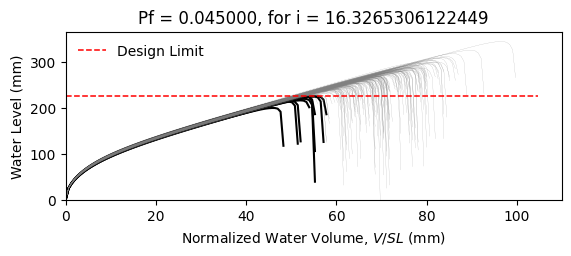 Pf = 0.045000, for i = 16.3265306122449
Design Limit
Water Level (mm)
300
200
100
0
0 20 40 60 80 100
Normalized Water Volume, V/SL (mm)